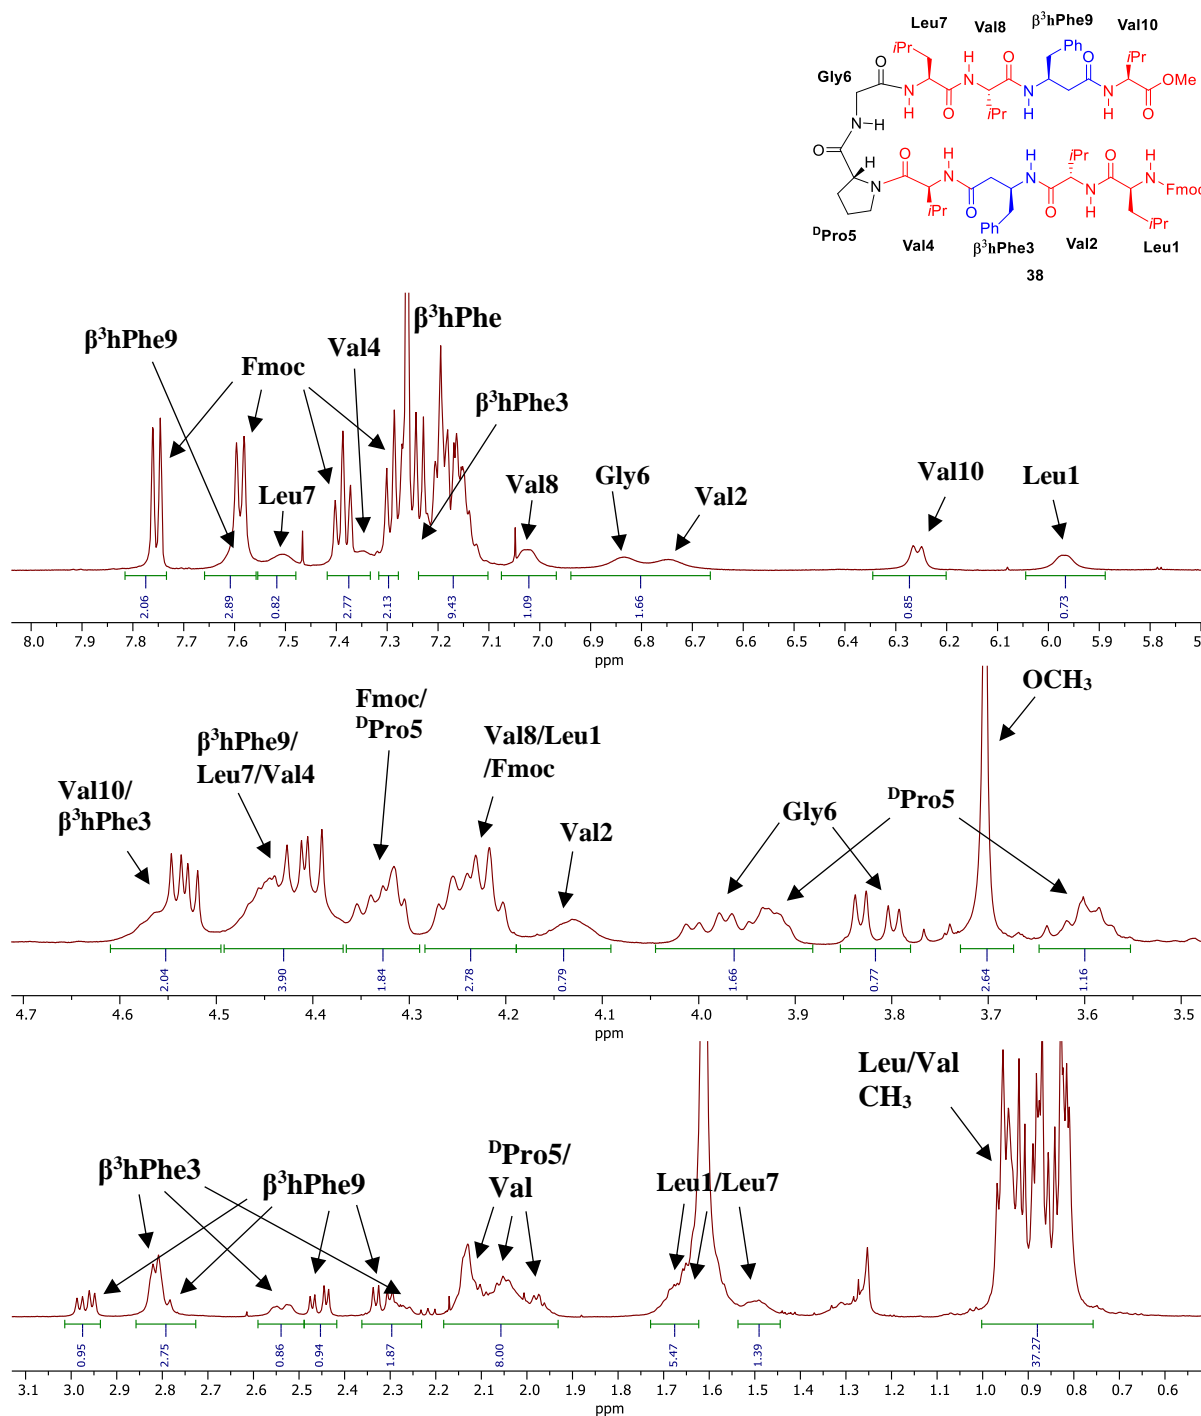 Leu7 Val8 β³hPhe9 Val10
iPr Ph iPr
O H O H O
Gly6 N N N N OMe
H O iPr H O H O
N-H
O
H O H H iPr O H
N N N N N Fmoc
iPr O Ph O H iPr
ᴰPro5 Val4 β³hPhe3 Val2 Leu1
38
β³hPhe9 Fmoc Val4 β³hPhe
Leu7 β³hPhe3
Val8 Gly6 Val2 Val10 Leu1
2.06 2.89 0.82 2.77 2.13 9.43 1.09 1.66 0.85 0.73
8.0 7.9 7.8 7.7 7.6 7.5 7.4 7.3 7.2 7.1 7.0 6.9 6.8 6.7 6.6 6.5 6.4 6.3 6.2 6.1 6.0 5.9 5.8
ppm
Val10/
β³hPhe3
β³hPhe9/
Leu7/Val4
Fmoc/
ᴰPro5
Val8/Leu1
/Fmoc
Val2
Gly6 ᴰPro5
OCH₃
2.04 3.90 1.84 2.78 0.79 1.66 0.77 2.64 1.16
4.7 4.6 4.5 4.4 4.3 4.2 4.1 4.0 3.9 3.8 3.7 3.6 3.5
ppm
β³hPhe3 β³hPhe9
ᴰPro5/
Val
Leu1/Leu7
Leu/Val
CH₃
0.95 2.75 0.86 0.94 1.87 8.00 5.47 1.39 37.27
3.1 3.0 2.9 2.8 2.7 2.6 2.5 2.4 2.3 2.2 2.1 2.0 1.9 1.8 1.7 1.6 1.5 1.4 1.3 1.2 1.1 1.0 0.9 0.8 0.7 0.6
ppm